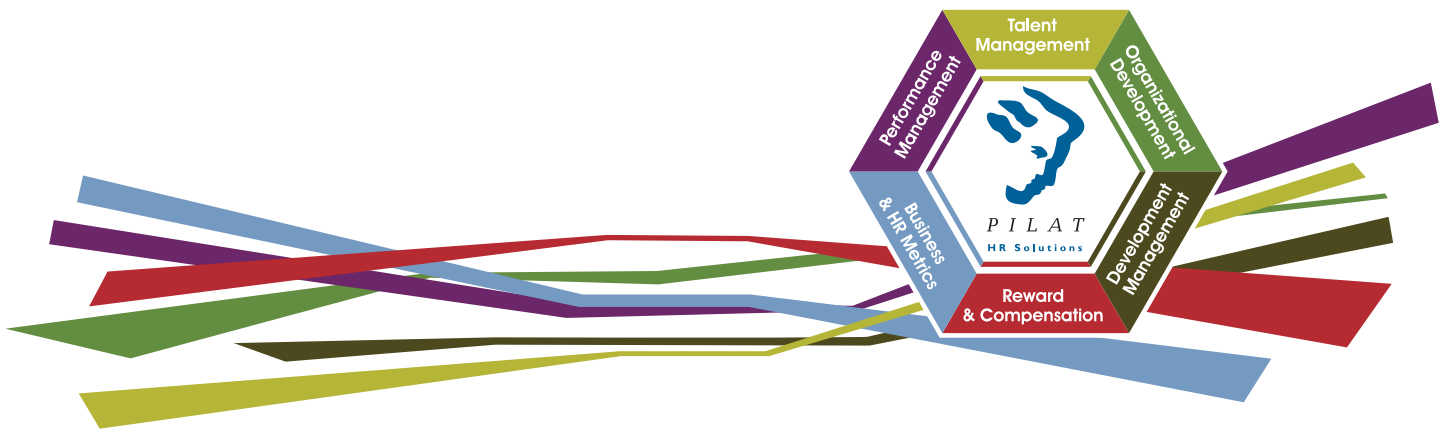 Talent
Management
Organizational
Development
Development
Management
Reward
& Compensation
Business
& HR Metrics
Performance
Management
PILAT
HR Solutions